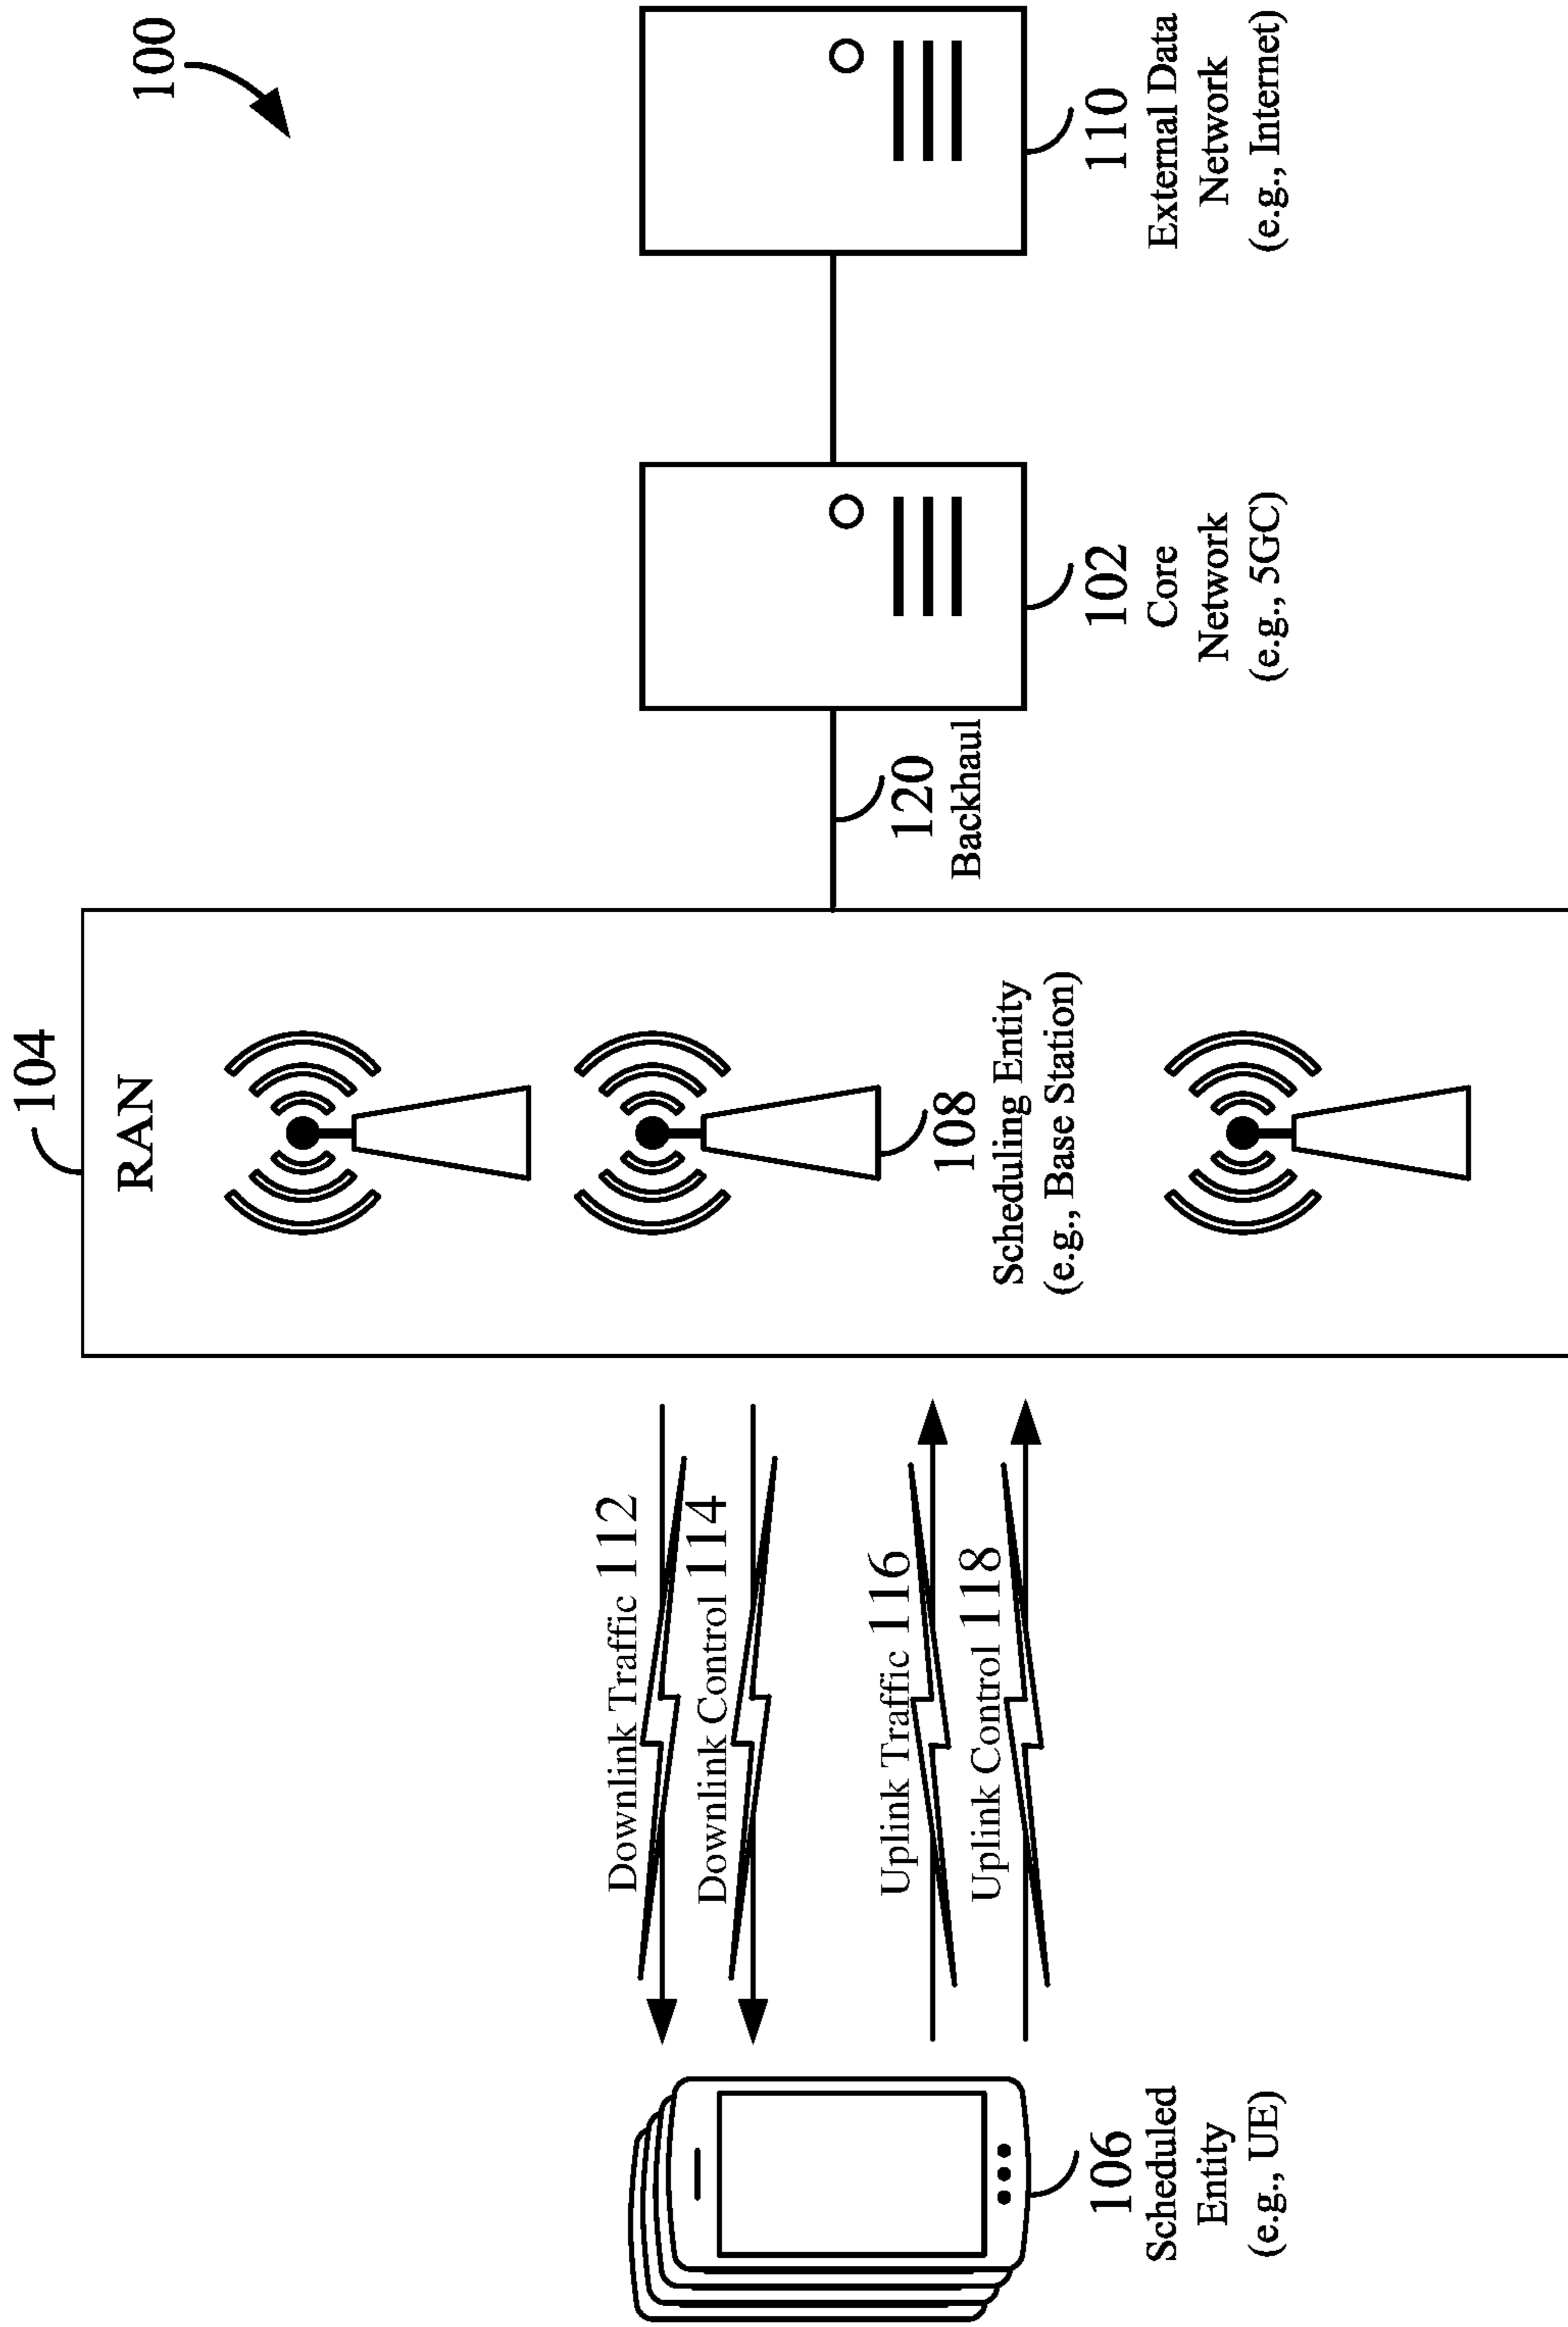 100
104
RAN
Downlink Traffic 112
Downlink Control 114
Uplink Traffic 116
Uplink Control 118
108
Scheduling Entity
(e.g., Base Station)
120
Backhaul
106
Scheduled
Entity
(e.g., UE)
102
Core
Network
(e.g., 5GC)
110
External Data
Network
(e.g., Internet)